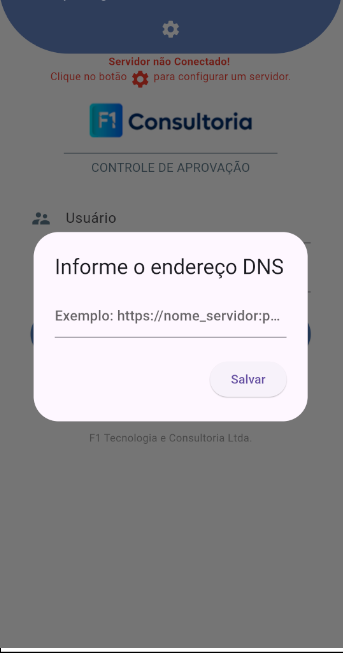 Servidor não Conectado!
Clique no botão para configurar um servidor.
F1 Consultoria
CONTROLE DE APROVAÇÃO
Usuário
Informe o endereço DNS
Exemplo: https://nome_servidor:p...
Salvar
F1 Tecnologia e Consultoria Ltda.